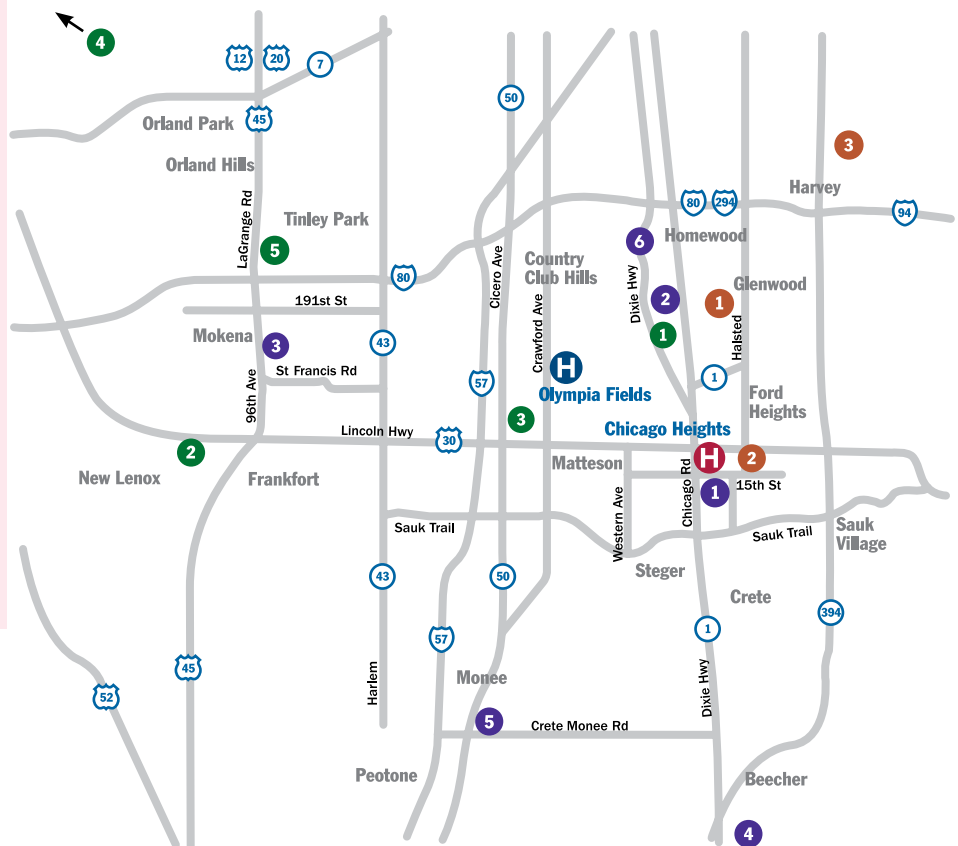 4
12
20
7
50
Orland Park
45
3
Orland Hills
Harvey
80
294
94
LaGrange Rd
Tinley Park
5
6
Homewood
Cicero Ave
Country
Club Hills
80
Glenwood
Dixie Hwy
2
1
191st St
Crawford Ave
1
Halsted
Mokena
3
43
St Francis Rd
H
57
1
Olympia Fields
Ford
Heights
96th Ave
3
Lincoln Hwy
30
Chicago Heights
2
H
2
Matteson
New Lenox
Frankfort
15th St
1
Chicago Rd
Western Ave
Sauk Trail
Sauk Trail
Sauk
Village
Steger
43
50
Crete
394
1
57
45
52
Harlem
Monee
Dixie Hwy
5
Crete Monee Rd
Peotone
Beecher
4